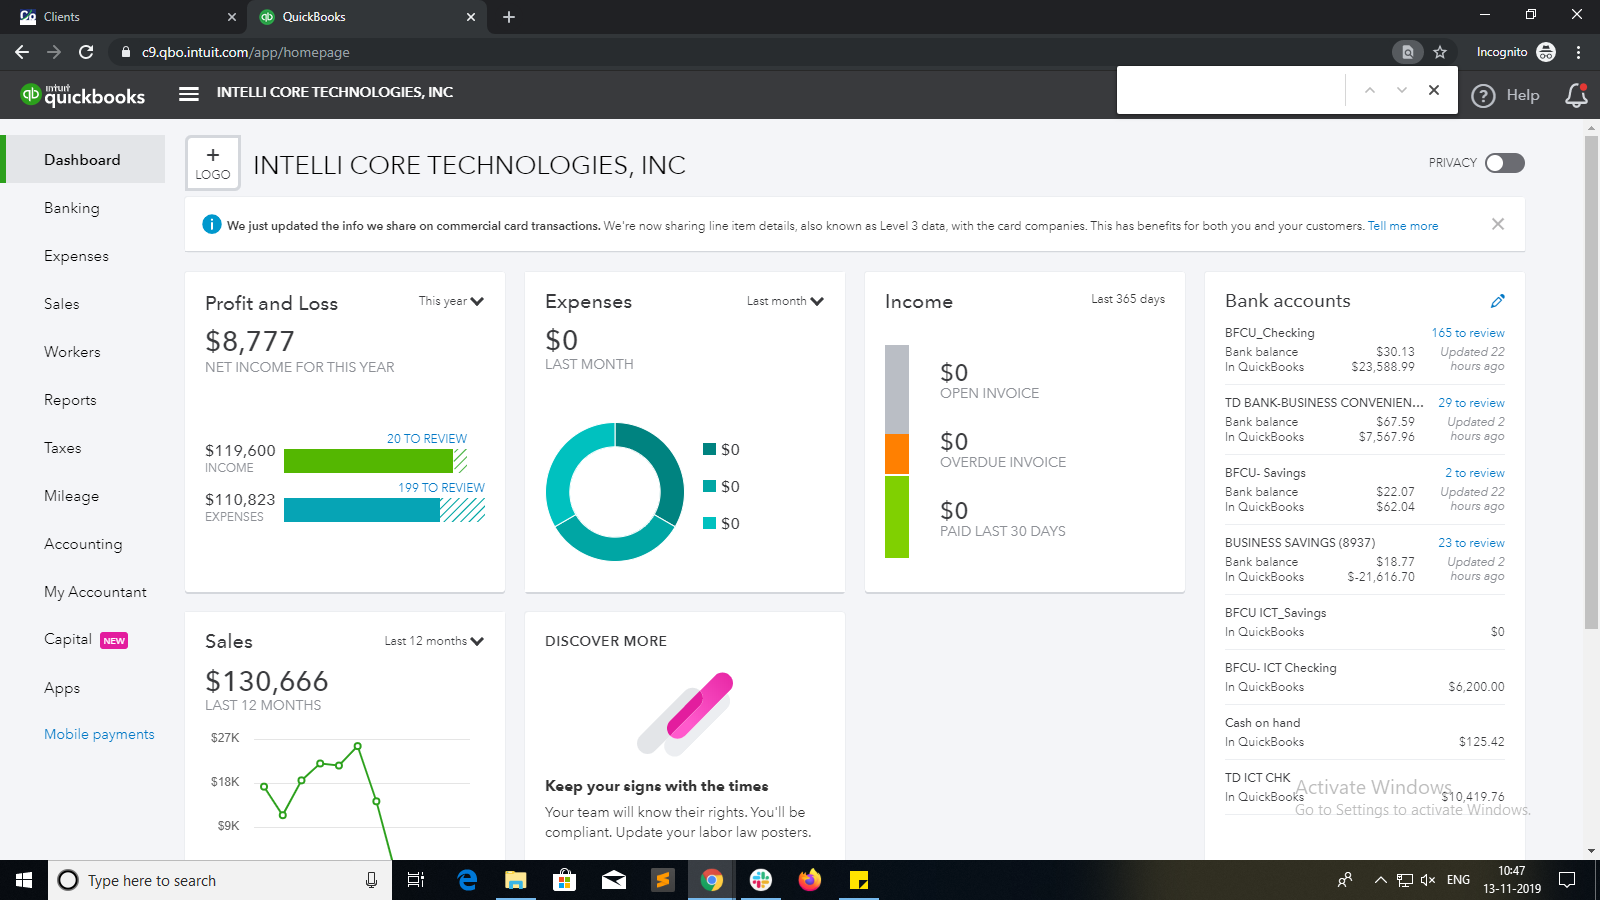 Clients
QuickBooks
c9.qbo.intuit.com/app/homepage
Incognito
intuit
quickbooks
INTELLI CORE TECHNOLOGIES, INC
Help
Dashboard
Banking
Expenses
Sales
Workers
Reports
Taxes
Mileage
Accounting
My Accountant
Capital NEW
Apps
Mobile payments
+
LOGO
INTELLI CORE TECHNOLOGIES, INC
PRIVACY
We just updated the info we share on commercial card transactions. We're now sharing line item details, also known as Level 3 data, with the card companies. This has benefits for both you and your customers. Tell me more
Profit and Loss
This year
$8,777
NET INCOME FOR THIS YEAR
20 TO REVIEW
$119,600
INCOME
199 TO REVIEW
$110,823
EXPENSES
Expenses
Last month
$0
LAST MONTH
$0
$0
$0
Income
Last 365 days
$0
OPEN INVOICE
$0
OVERDUE INVOICE
$0
PAID LAST 30 DAYS
Bank accounts
BFCU_Checking 165 to review
Bank balance $30.13 Updated 22
In QuickBooks $23,588.99 hours ago
TD BANK-BUSINESS CONVENIEN... 29 to review
Bank balance $67.59 Updated 2
In QuickBooks $7,567.96 hours ago
BFCU- Savings 2 to review
Bank balance $22.07 Updated 22
In QuickBooks $62.04 hours ago
BUSINESS SAVINGS (8937) 23 to review
Bank balance $18.77 Updated 2
In QuickBooks $-21,616.70 hours ago
BFCU ICT_Savings
In QuickBooks $0
BFCU- ICT Checking
In QuickBooks $6,200.00
Cash on hand
In QuickBooks $125.42
TD ICT CHK
In QuickBooks $10,419.76
Activate Windows
Go to Settings to activate Windows.
Sales
Last 12 months
$130,666
LAST 12 MONTHS
$27K
$18K
$9K
DISCOVER MORE
Keep your signs with the times
Your team will know their rights. You'll be
compliant. Update your labor law posters.
Type here to search
ENG
10:47
13-11-2019